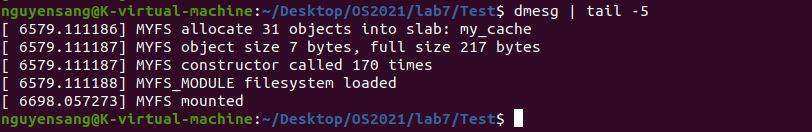 nguyensang@K-virtual-machine:~/Desktop/OS2021/lab7/Test$ dmesg | tail -5
[ 6579.111186] MYFS allocate 31 objects into slab: my_cache
[ 6579.111187] MYFS object size 7 bytes, full size 217 bytes
[ 6579.111187] MYFS constructor called 170 times
[ 6579.111188] MYFS_MODULE filesystem loaded
[ 6698.057273] MYFS mounted
nguyensang@K-virtual-machine:~/Desktop/OS2021/lab7/Test$